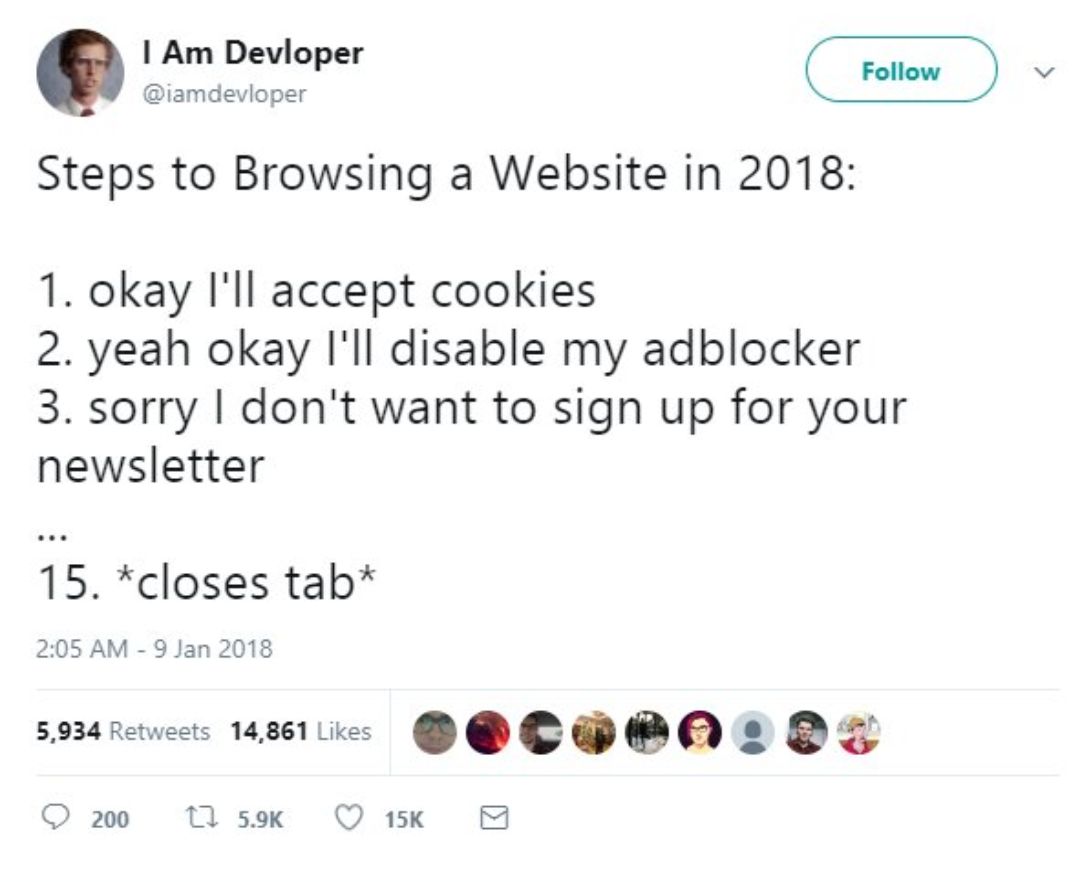 I Am Devloper
@iamdevloper
Follow
Steps to Browsing a Website in 2018:
1. okay I'll accept cookies
2. yeah okay I'll disable my adblocker
3. sorry I don't want to sign up for your
newsletter
...
15. *closes tab*
2:05 AM - 9 Jan 2018
5,934 Retweets 14,861 Likes
200 5.9K 15K